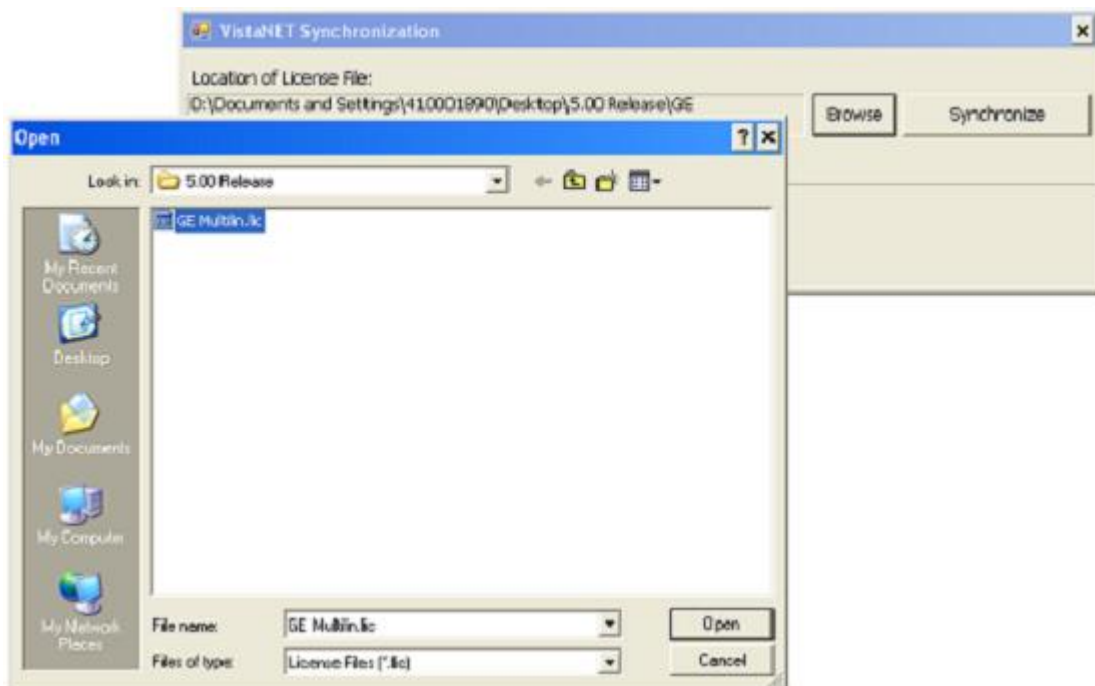 VistaNET Synchronization
Location of License File:
D:\Documents and Settings\410001890\Desktop\5.00 Release\GE
Browse
Synchronize
Open
Look in:
5.00 Release
GE Multilin.lic
My Recent
Documents
Desktop
My Documents
My Computer
My Network
Places
File name:
GE Multilin.lic
Open
Files of type:
License Files (*.lic)
Cancel